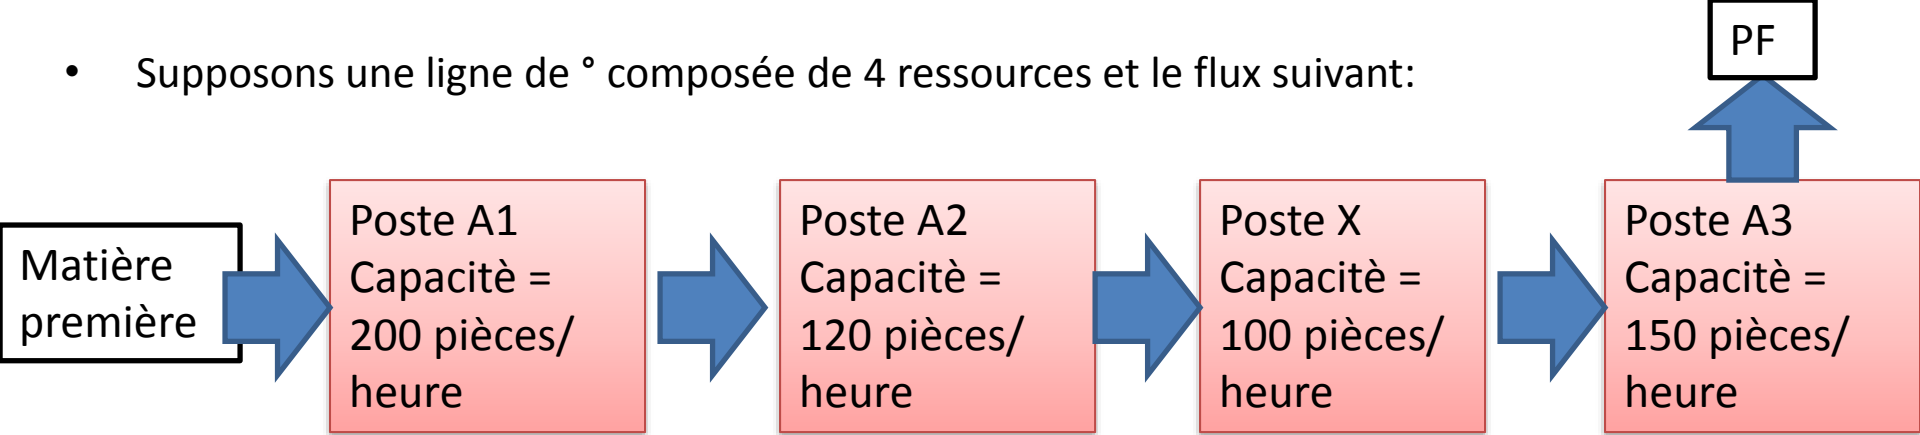 • Supposons une ligne de ° composée de 4 ressources et le flux suivant:
PF
Matière
première
Poste A1
Capacitè =
200 pièces/
heure
Poste A2
Capacitè =
120 pièces/
heure
Poste X
Capacitè =
100 pièces/
heure
Poste A3
Capacitè =
150 pièces/
heure